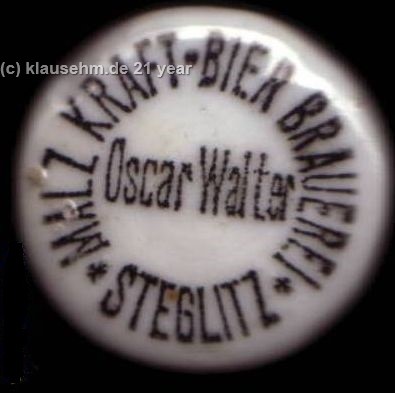 (c) klausehm.de 21 year
MALZ KRAFT-BIER BRAUEREI
Oscar Walter
* STEGLITZ *